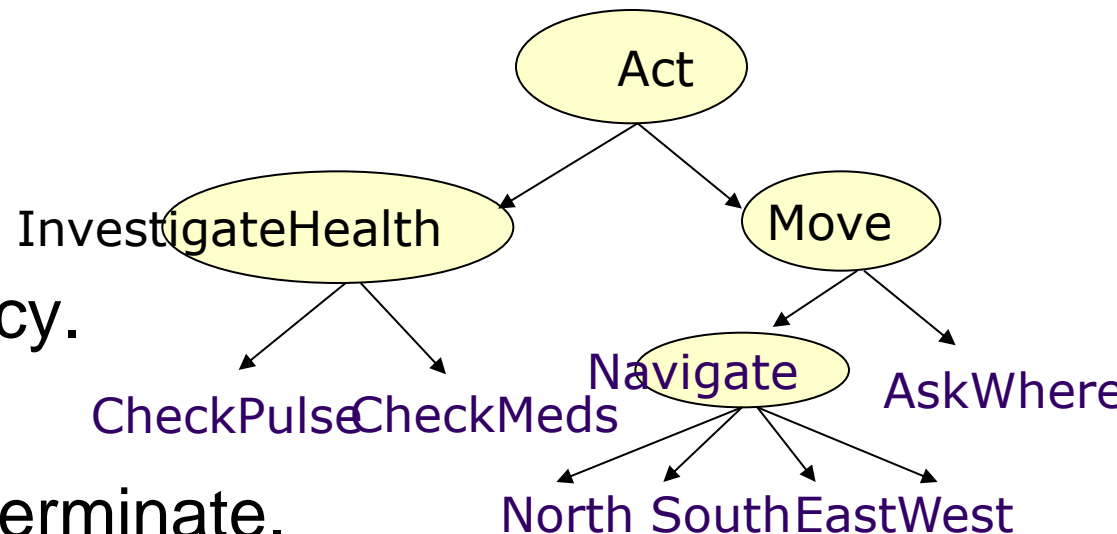 Act
InvestigateHealth Move
cy.
Navigate AskWhere
CheckPulse CheckMeds
North South East West
erminate.